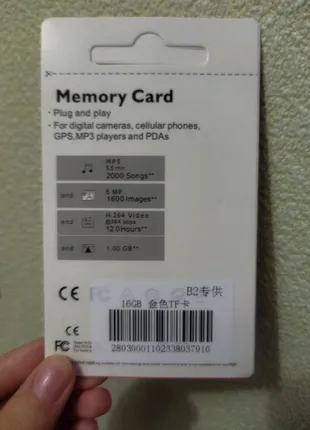 Memory Card
· Plug and play
· For digital cameras, cellular phones,
GPS,MP3 players and PDAs
MP3
2000 Songs**
and
5 MP
1600 Images**
and
H.264 Video
12.0 Hours**
and
1.00 GB**
CE FC
B2专供
16GB 金色TF卡
28030001102338037916
CE